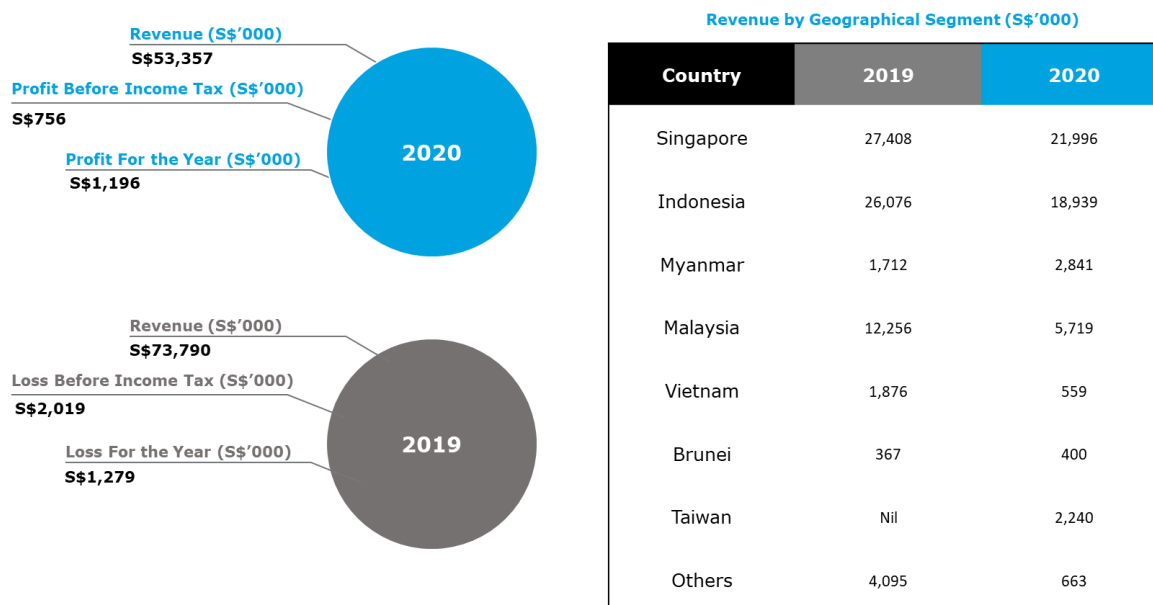 Revenue (S$’000)
S$53,357
Profit Before Income Tax (S$’000)
S$756
Profit For the Year (S$’000)
S$1,196
2020
Revenue (S$’000)
S$73,790
Loss Before Income Tax (S$’000)
S$2,019
Loss For the Year (S$’000)
S$1,279
2019
Revenue by Geographical Segment (S$’000)
Country 2019 2020
Singapore 27,408 21,996
Indonesia 26,076 18,939
Myanmar 1,712 2,841
Malaysia 12,256 5,719
Vietnam 1,876 559
Brunei 367 400
Taiwan Nil 2,240
Others 4,095 663